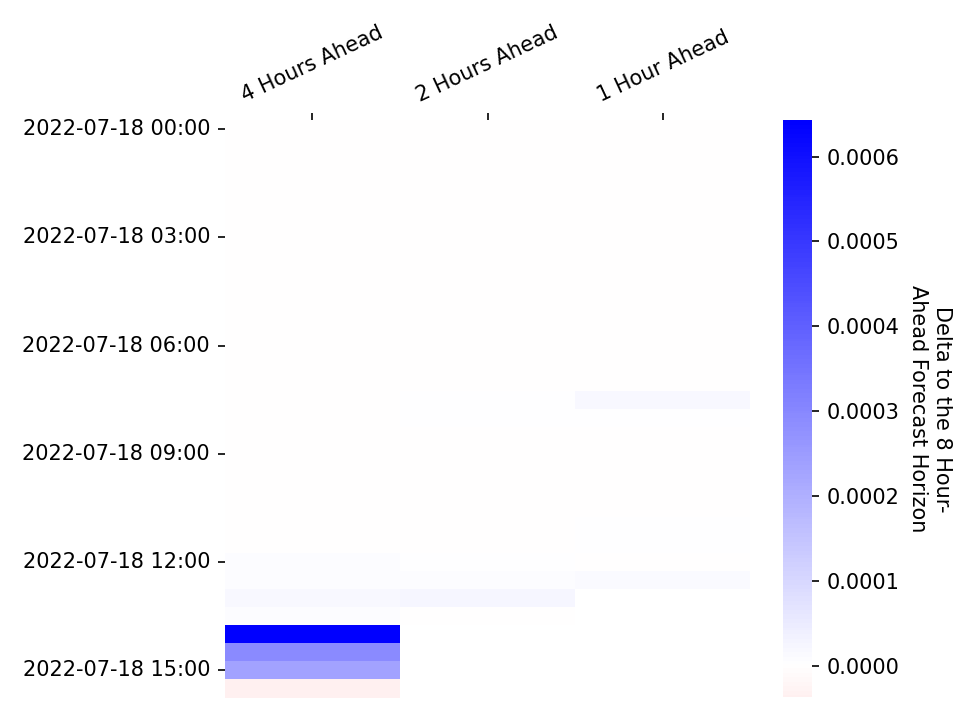 4 Hours Ahead
2 Hours Ahead
1 Hour Ahead
2022-07-18 00:00
2022-07-18 03:00
2022-07-18 06:00
2022-07-18 09:00
2022-07-18 12:00
2022-07-18 15:00
0.0006
0.0005
0.0004
0.0003
0.0002
0.0001
0.0000
Delta to the 8 Hour-
Ahead Forecast Horizon